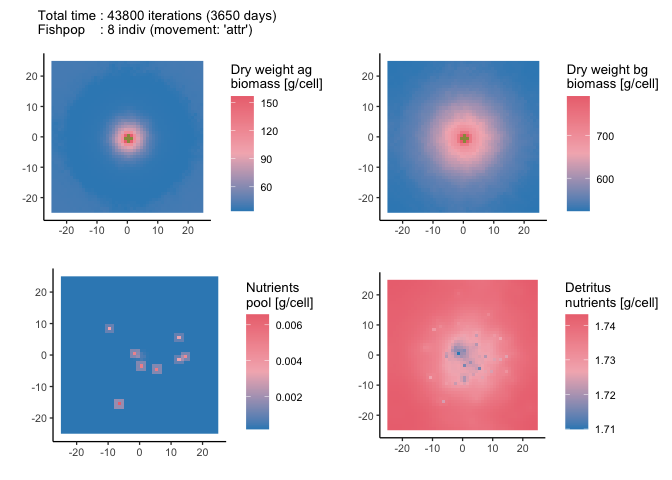 Total time : 43800 iterations (3650 days)
Fishpop : 8 indiv (movement: 'attr')
Dry weight ag
biomass [g/cell]
150
120
90
60
20
10
0
-10
-20
-20 -10 0 10 20
Dry weight bg
biomass [g/cell]
700
600
20
10
0
-10
-20
-20 -10 0 10 20
Nutrients
pool [g/cell]
0.006
0.004
0.002
20
10
0
-10
-20
-20 -10 0 10 20
Detritus
nutrients [g/cell]
1.74
1.73
1.72
1.71
20
10
0
-10
-20
-20 -10 0 10 20